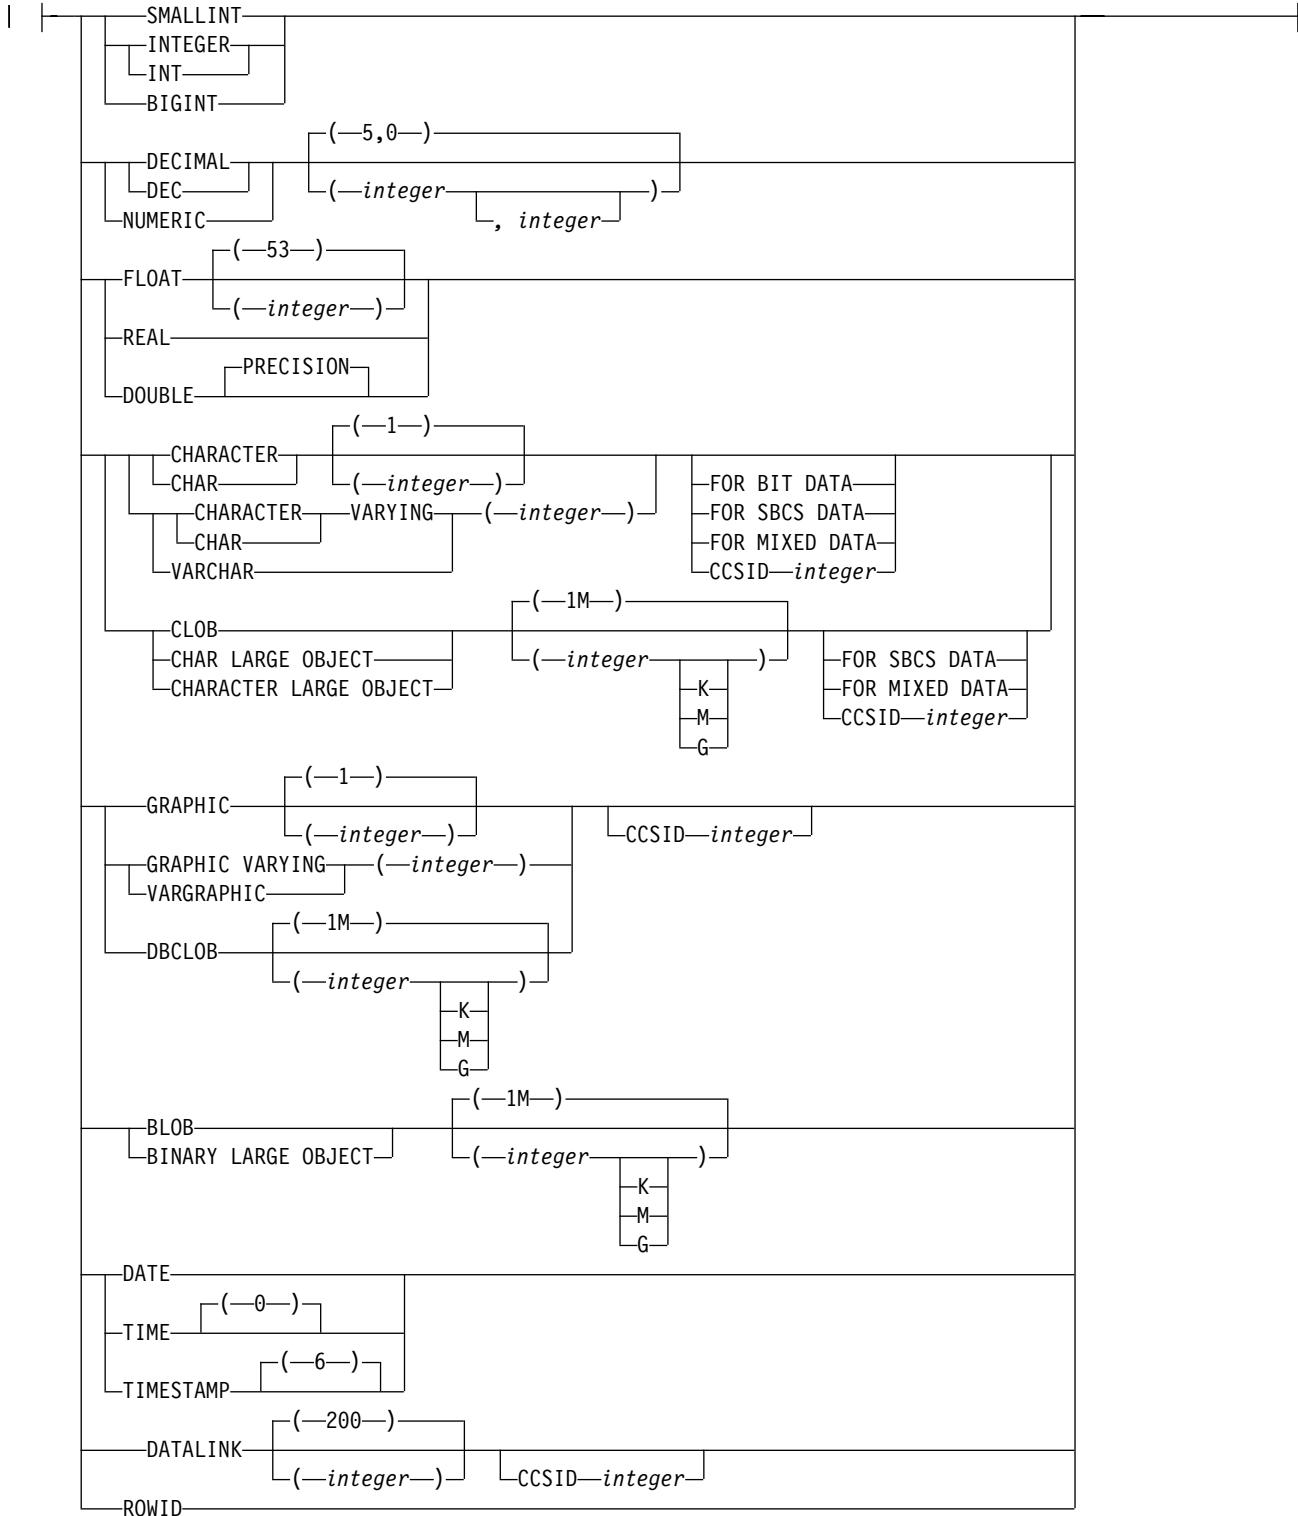 SMALLINT
INTEGER
INT
BIGINT
( 5,0 )
DECIMAL
DEC ( integer )
NUMERIC , integer
( 53 )
FLOAT
( integer )
REAL
PRECISION
DOUBLE
( 1 )
CHARACTER
CHAR ( integer ) FOR BIT DATA
CHARACTER VARYING ( integer ) FOR SBCS DATA
CHAR FOR MIXED DATA
VARCHAR CCSID integer
( 1M )
CLOB
CHAR LARGE OBJECT ( integer ) FOR SBCS DATA
CHARACTER LARGE OBJECT K FOR MIXED DATA
M CCSID integer
G
( 1 )
GRAPHIC
( integer ) CCSID integer
GRAPHIC VARYING ( integer )
VARGRAPHIC
( 1M )
DBCLOB
( integer )
K
M
G
( 1M )
BLOB
BINARY LARGE OBJECT ( integer )
K
M
G
DATE
( 0 )
TIME
( 6 )
TIMESTAMP
( 200 )
DATALINK
( integer ) CCSID integer
ROWID